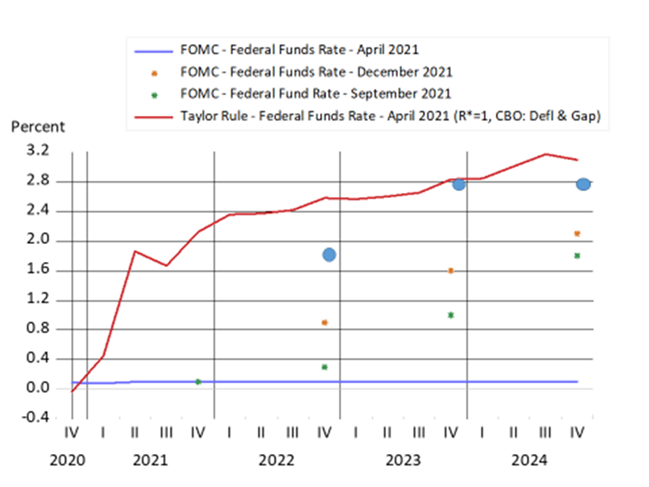 FOMC - Federal Funds Rate - April 2021
FOMC - Federal Funds Rate - December 2021
FOMC - Federal Fund Rate - September 2021
Taylor Rule - Federal Funds Rate - April 2021 (R*=1, CBO: Defl & Gap)
Percent
3.2
2.8
2.4
2.0
1.6
1.2
0.8
0.4
0.0
-0.4
IV I II III IV I II III IV I II III IV I II III IV
2020 2021 2022 2023 2024